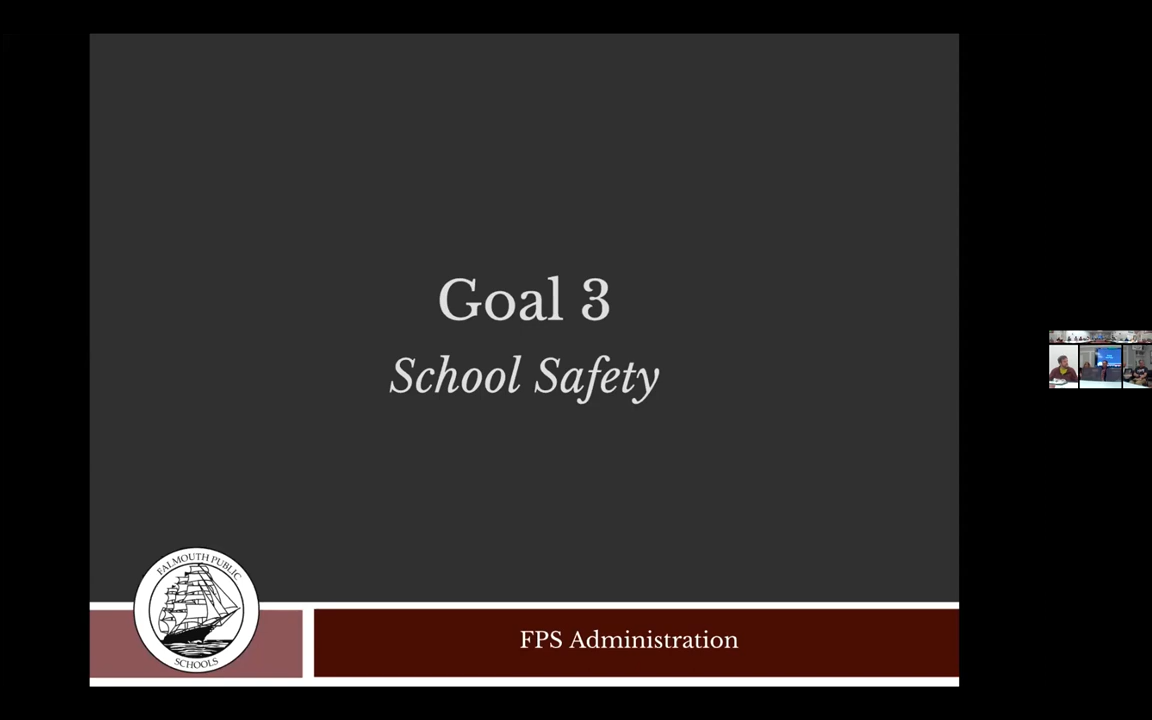 Goal 3
School Safety
FALMOUTH PUBLIC
SCHOOLS
FPS Administration